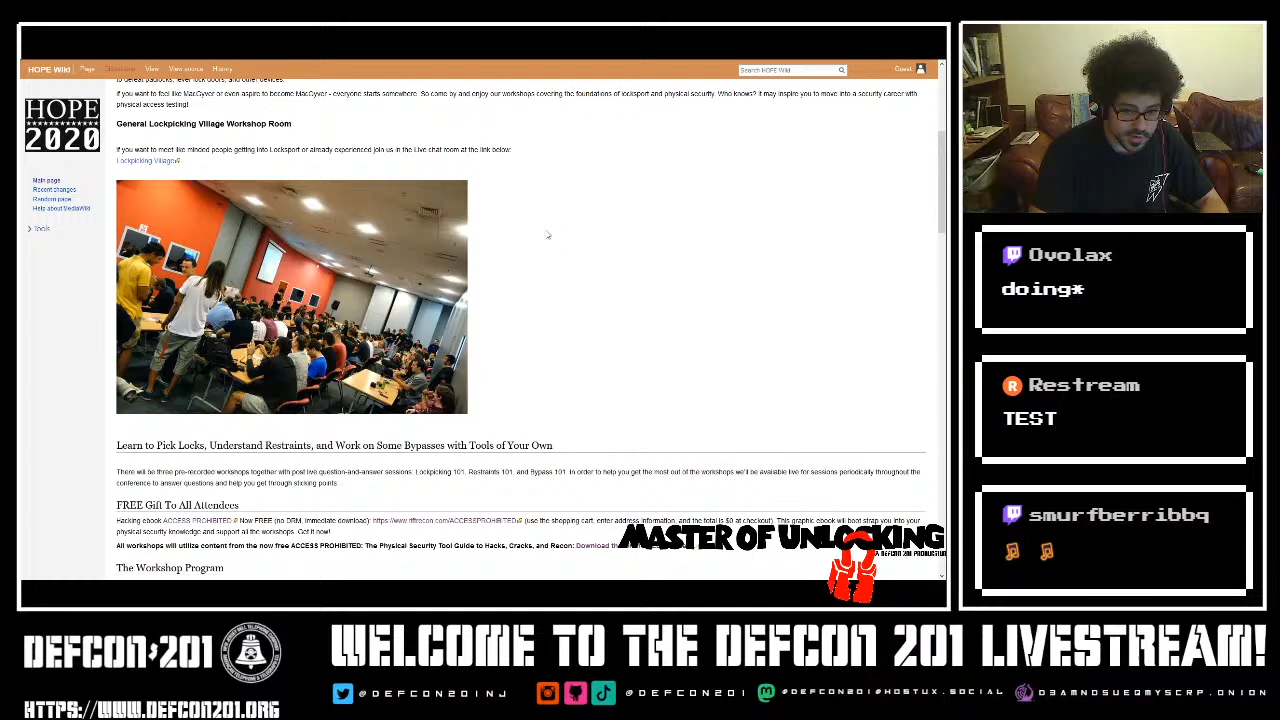 HOPE Wiki Page Discussion View View source History
Search HOPE Wiki
Guest
HOPE
2020
Main page
Recent changes
Random page
Help about MediaWiki
Tools
to defeat padlocks, lever lock doors, and other devices.
If you want to feel like MacGyver or even aspire to become MacGyver - everyone starts somewhere. So come by and enjoy our workshops covering the foundations of locksport and physical security. Who knows? It may inspire you to move into a security career with
physical access testing!
General Lockpicking Village Workshop Room
If you want to meet like minded people getting into Locksport or already experienced join us in the Live chat room at the link below:
Lockpicking Village
Learn to Pick Locks, Understand Restraints, and Work on Some Bypasses with Tools of Your Own
There will be three pre-recorded workshops together with post live question-and-answer sessions: Lockpicking 101, Restraints 101, and Bypass 101. In order to help you get the most out of the workshops we'll be available live for sessions periodically throughout the
conference to answer questions and help you get through sticking points.
FREE Gift To All Attendees
Hacking ebook ACCESS PROHIBITED Now FREE (no DRM, immediate download): https://www.riftrecon.com/ACCESSPROHIBITED (use the shopping cart, enter address information, and the total is $0 at checkout). This graphic ebook will boot strap you into your
physical security knowledge and support all the workshops. Get it now!
All workshops will utilize content from the now free ACCESS PROHIBITED: The Physical Security Tool Guide to Hacks, Cracks, and Recon: Download th
The Workshop Program
MASTER OF UNLOCKING
A DEFCON 201 PRODUCTION
Ovolax
doing*
Restream
TEST
smurfberribbq
DEFCON 201
HTTPS://WWW.DEFCON201.ORG
WELCOME TO THE DEFCON 201 LIVESTREAM!
@DEFCON201NJ
@DEFCON201
@DEFCON201@HOSTUX.SOCIAL
D3AMNDSUEQMYSCRP.ONION